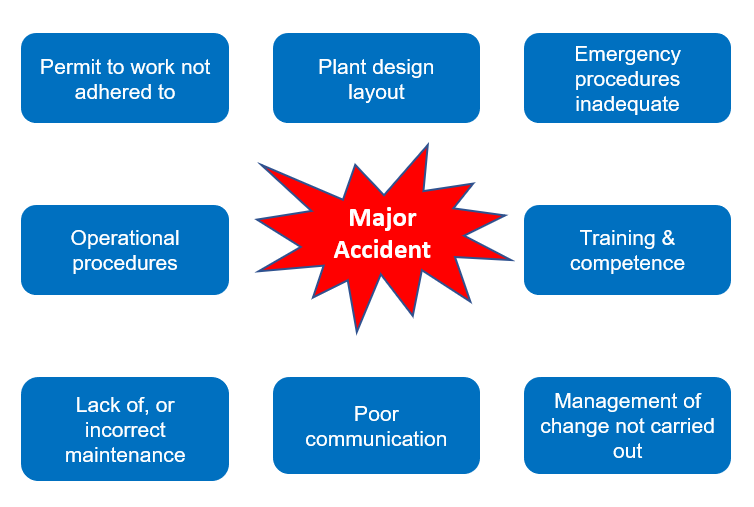 Permit to work not
adhered to
Plant design
layout
Emergency
procedures
inadequate
Operational
procedures
Major
Accident
Training &
competence
Lack of, or
incorrect
maintenance
Poor
communication
Management of
change not carried
out